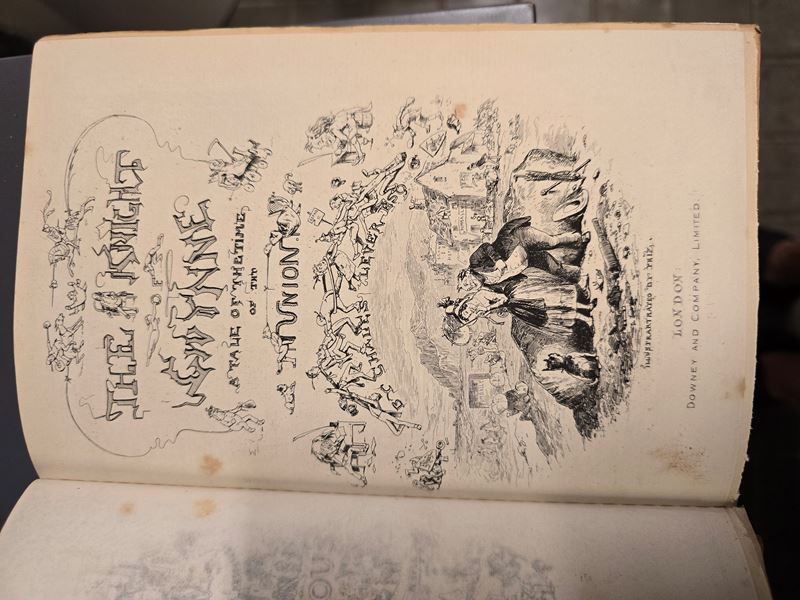 THE KNIGHT
OF
GWYNNE
A TALE OF THE TIME
OF THE
UNION
CHARLES LEVER
ILLUSTRATED BY PHIZ.
LONDON:
DOWNEY AND COMPANY, LIMITED